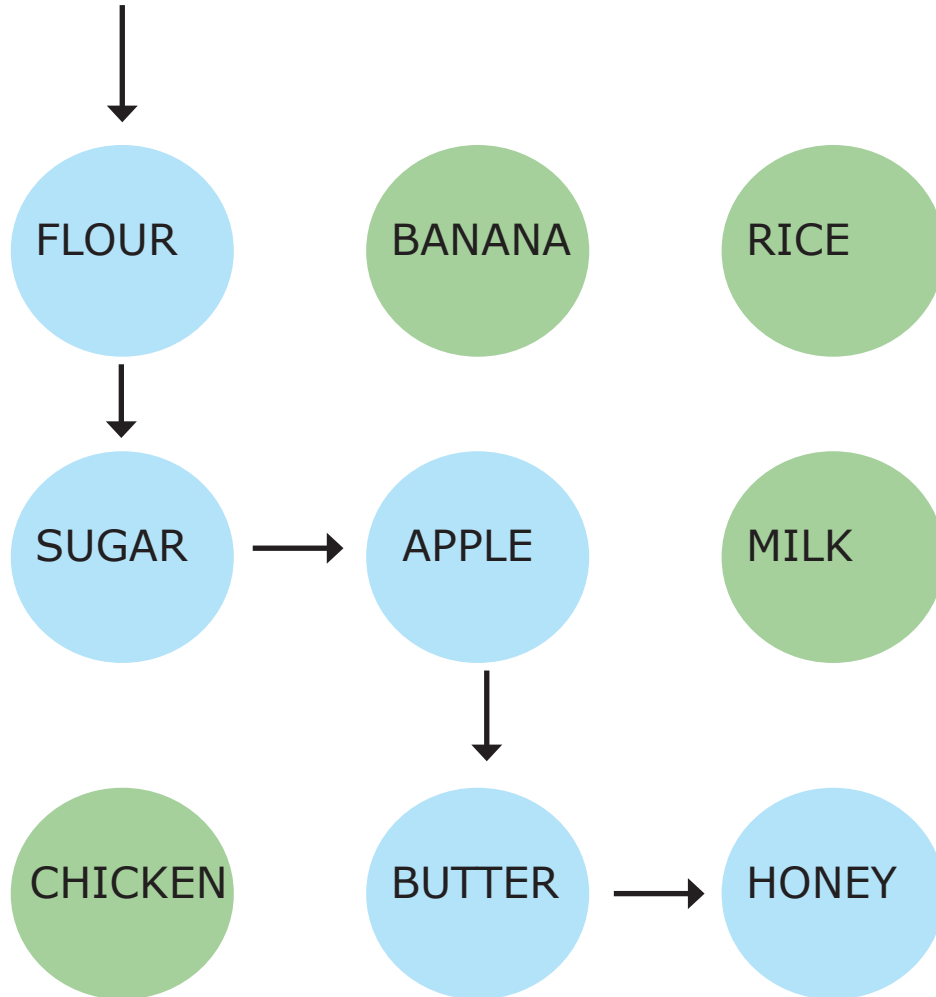 FLOUR
BANANA
RICE
SUGAR
APPLE
MILK
CHICKEN
BUTTER
HONEY